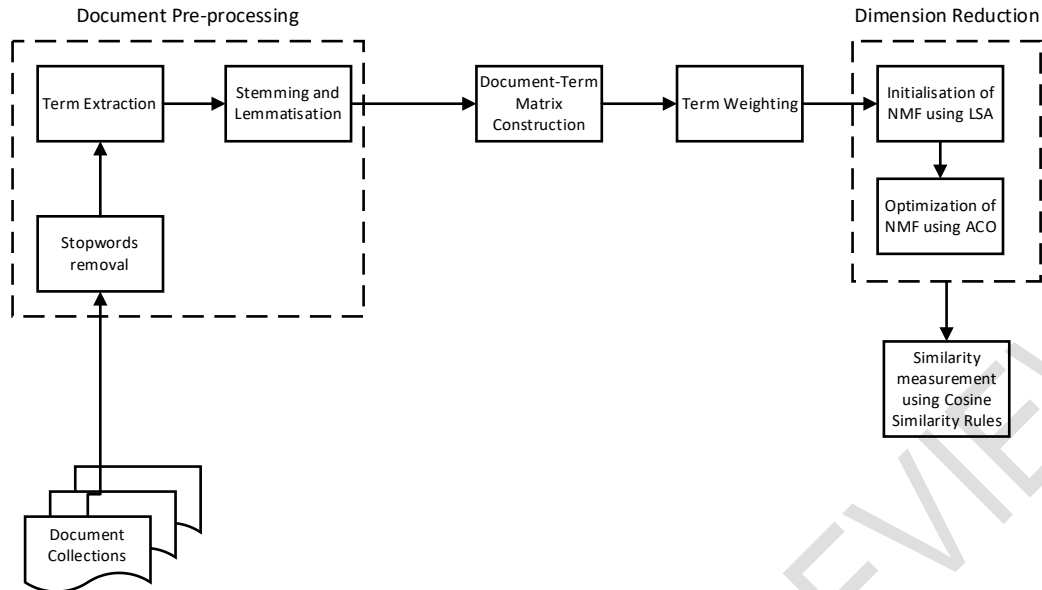 Document Pre-processing
Dimension Reduction
Term Extraction
Stemming and
Lemmatisation
Document-Term
Matrix
Construction
Term Weighting
Initialisation of
NMF using LSA
Optimization of
NMF using ACO
Stopwords
removal
Similarity
measurement
using Cosine
Similarity Rules
Document
Collections